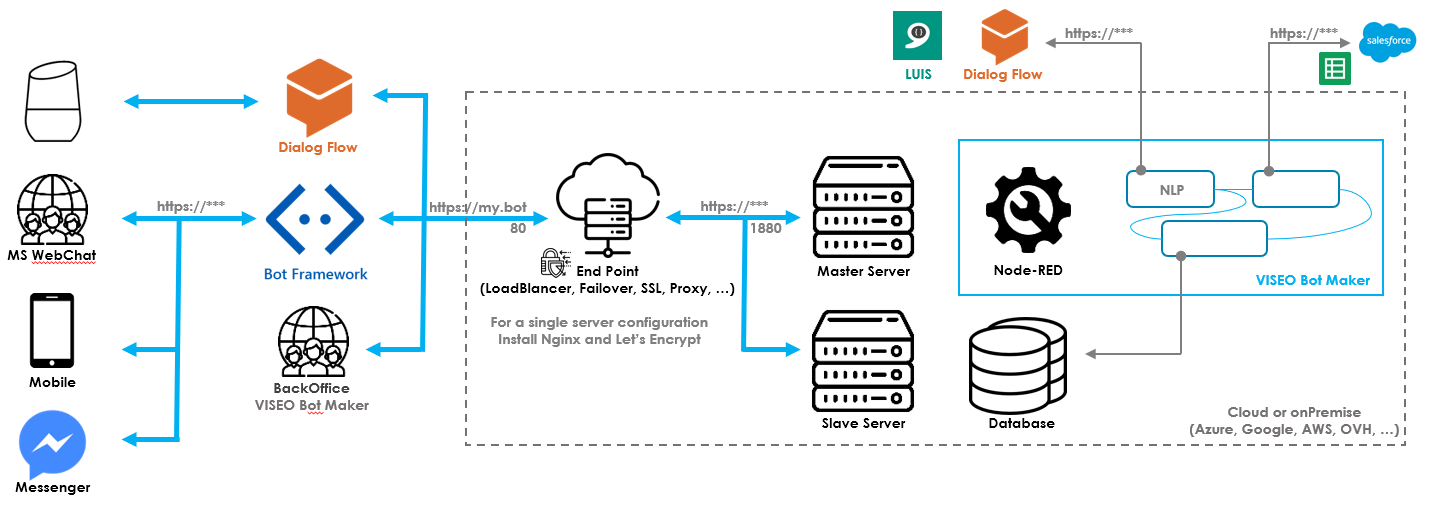 https://***
https://***
salesforce
LUIS
Dialog Flow
Dialog Flow
https://***
https://my.bot
https://***
80
1880
NLP
MS WebChat
Bot Framework
End Point
(LoadBlancer, Failover, SSL, Proxy, ...)
Master Server
Node-RED
VISEO Bot Maker
For a single server configuration
Install Nginx and Let's Encrypt
Mobile
BackOffice
VISEO Bot Maker
Slave Server
Database
Cloud or onPremise
(Azure, Google, AWS, OVH, ...)
Messenger